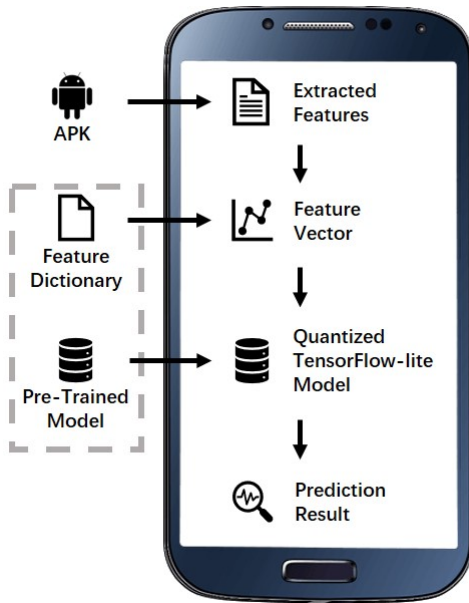 APK
Extracted
Features
Feature
Dictionary
Feature
Vector
Pre-Trained
Model
Quantized
TensorFlow-lite
Model
Prediction
Result